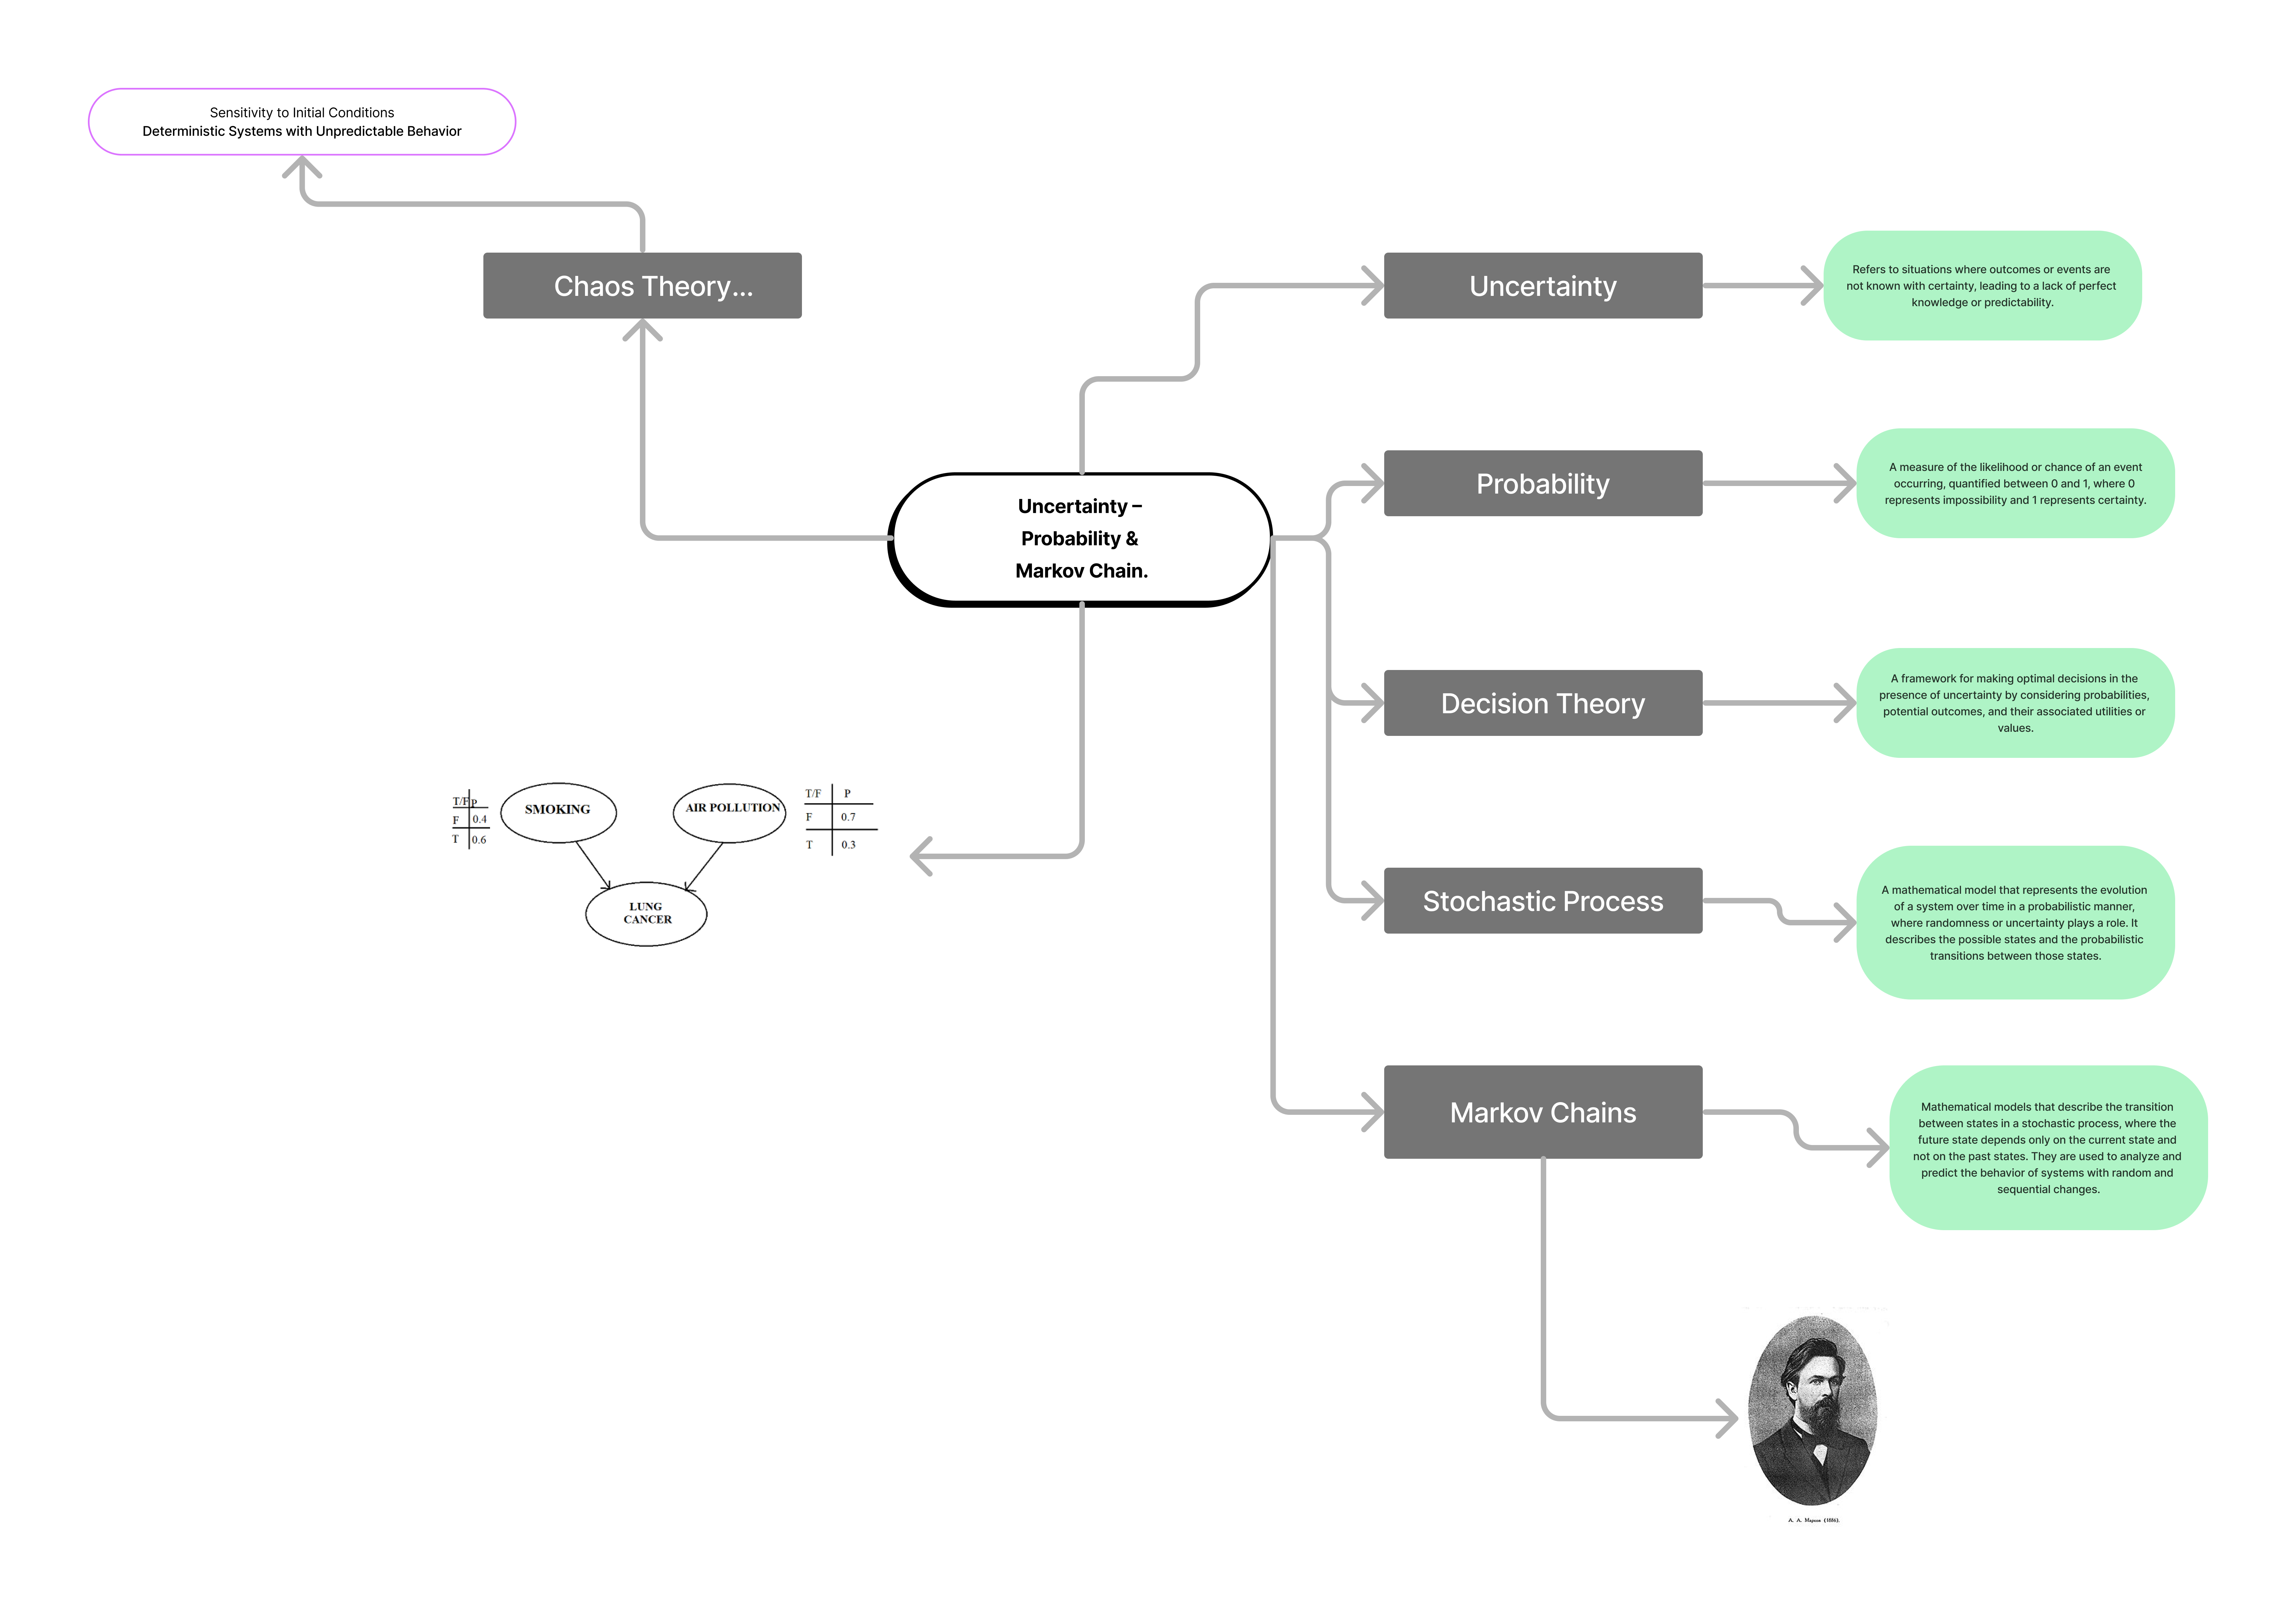 Sensitivity to Initial Conditions
Deterministic Systems with Unpredictable Behavior
Chaos Theory...
Uncertainty
Refers to situations where outcomes or events are
not known with certainty, leading to a lack of perfect
knowledge or predictability.
Uncertainty –
Probability &
Markov Chain.
Probability
A measure of the likelihood or chance of an event
occurring, quantified between 0 and 1, where 0
represents impossibility and 1 represents certainty.
Decision Theory
A framework for making optimal decisions in the
presence of uncertainty by considering probabilities,
potential outcomes, and their associated utilities or
values.
T/F P
F 0.4
T 0.6
SMOKING
AIR POLLUTION
T/F P
F 0.7
T 0.3
LUNG
CANCER
Stochastic Process
A mathematical model that represents the evolution
of a system over time in a probabilistic manner,
where randomness or uncertainty plays a role. It
describes the possible states and the probabilistic
transitions between those states.
Markov Chains
Mathematical models that describe the transition
between states in a stochastic process, where the
future state depends only on the current state and
not on the past states. They are used to analyze and
predict the behavior of systems with random and
sequential changes.
А. А. Марков (1886).